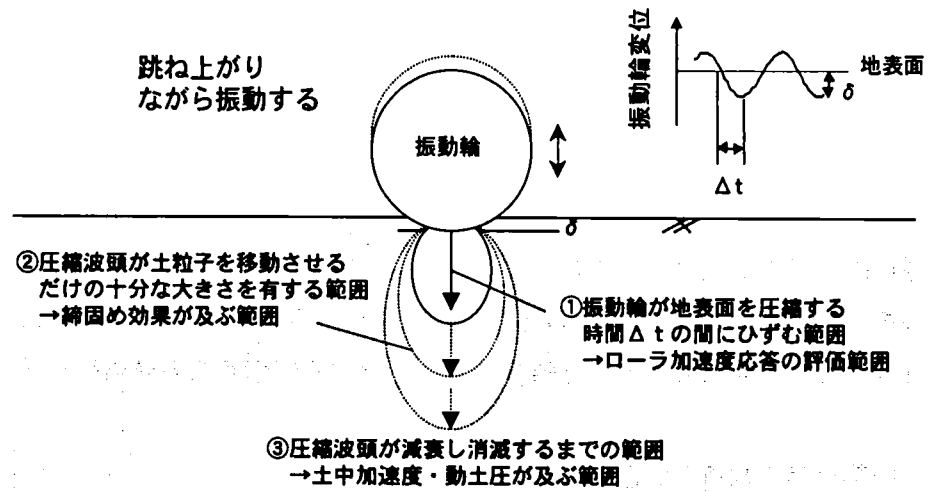 跳ね上がり
ながら振動する
振動輪変位
地表面
δ
Δt
振動輪
δ
②圧縮波頭が土粒子を移動させる
だけの十分な大きさを有する範囲
→締固め効果が及ぶ範囲
①振動輪が地表面を圧縮する
時間Δtの間にひずむ範囲
→ローラ加速度応答の評価範囲
③圧縮波頭が減衰し消滅するまでの範囲
→土中加速度・動土圧が及ぶ範囲